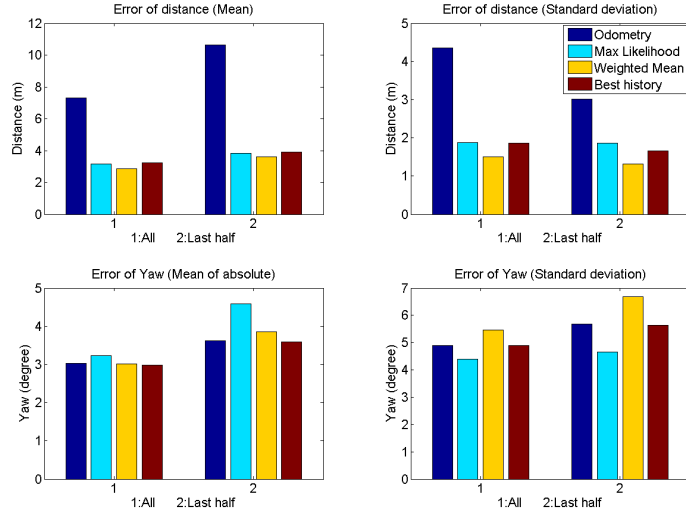 Error of distance (Mean)
12
10
8
6
4
2
0
Distance (m)
1
2
1:All 2:Last half
Error of distance (Standard deviation)
5
4
3
2
1
0
Distance (m)
Odometry
Max Likelihood
Weighted Mean
Best history
1
2
1:All 2:Last half
Error of Yaw (Mean of absolute)
5
4
3
2
1
0
Yaw (degree)
1
2
1:All 2:Last half
Error of Yaw (Standard deviation)
7
6
5
4
3
2
1
0
Yaw (degree)
1
2
1:All 2:Last half